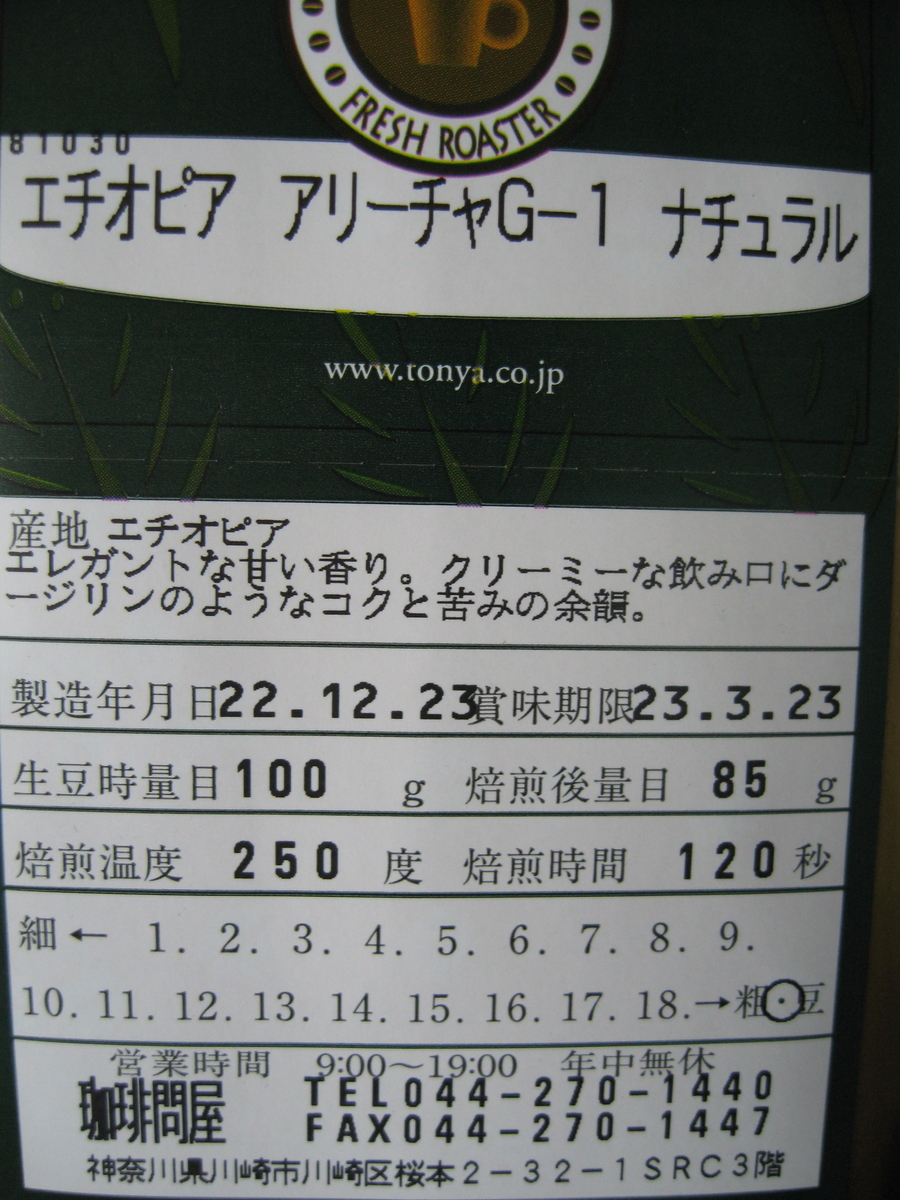 FRESH ROASTER
81030
エチオピア アリーチャG-1 ナチュラル
www.tonya.co.jp
産地 エチオピア
エレガントな甘い香り。クリーミーな飲み口にダ
ージリンのようなコクと苦みの余韻。
製造年月日22.12.23賞味期限23.3.23
生豆時量目 100 g 焙煎後量目 85 g
焙煎温度 250 度 焙煎時間 120 秒
細 ← 1. 2. 3. 4. 5. 6. 7. 8. 9.
10. 11. 12. 13. 14. 15. 16. 17. 18. → 粗・豆
営業時間 9:00〜19:00 年中無休
珈琲問屋 TEL044-270-1440
FAX044-270-1447
神奈川県川崎市川崎区桜本2-32-1SRC3階